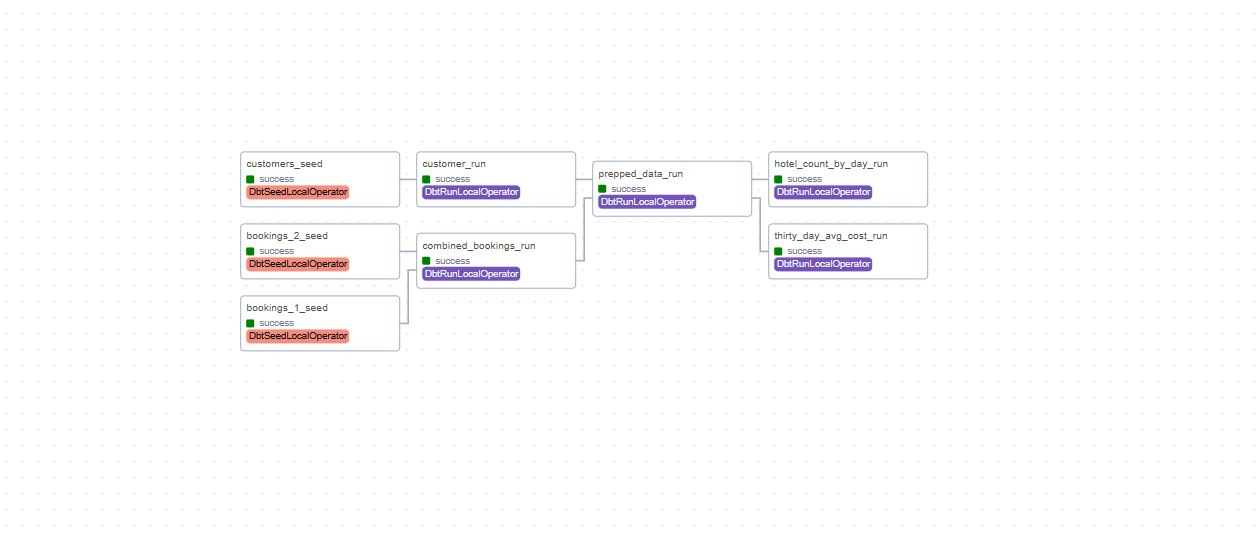 customers_seed
success
DbtSeedLocalOperator
bookings_2_seed
success
DbtSeedLocalOperator
bookings_1_seed
success
DbtSeedLocalOperator
customer_run
success
DbtRunLocalOperator
combined_bookings_run
success
DbtRunLocalOperator
prepped_data_run
success
DbtRunLocalOperator
hotel_count_by_day_run
success
DbtRunLocalOperator
thirty_day_avg_cost_run
success
DbtRunLocalOperator